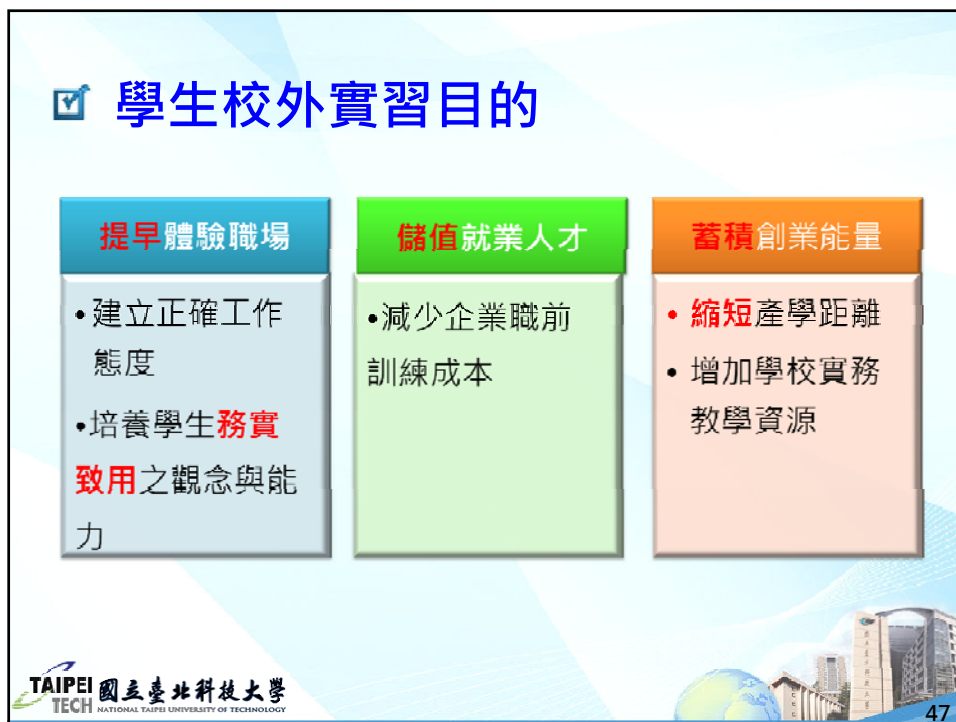 學生校外實習目的
提早體驗職場
•建立正確工作
態度
•培養學生務實
致用之觀念與能
力
儲值就業人才
•減少企業職前
訓練成本
蓄積創業能量
• 縮短產學距離
• 增加學校實務
教學資源
TAIPEI
TECH
國立臺北科技大學
NATIONAL TAIPEI UNIVERSITY OF TECHNOLOGY
47